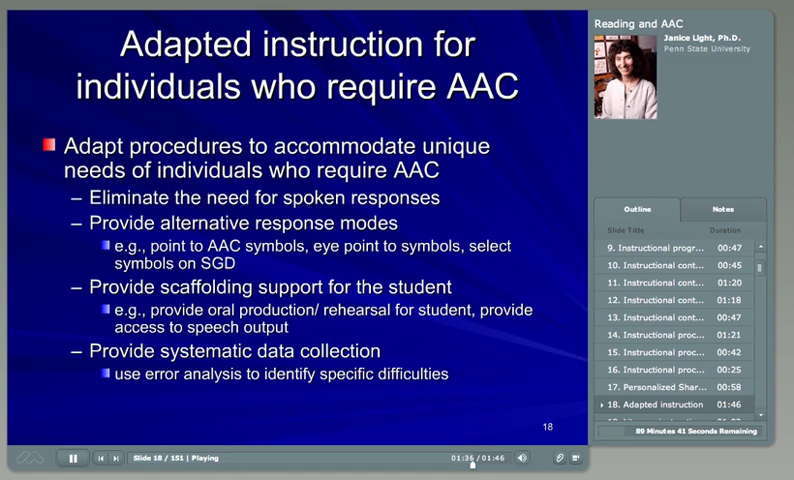 Adapted instruction for
individuals who require AAC
Adapt procedures to accommodate unique
needs of individuals who require AAC
– Eliminate the need for spoken responses
– Provide alternative response modes
e.g., point to AAC symbols, eye point to symbols, select
symbols on SGD
– Provide scaffolding support for the student
e.g., provide oral production/ rehearsal for student, provide
access to speech output
– Provide systematic data collection
use error analysis to identify specific difficulties
18
Slide 18 / 151 | Playing
01:36 / 01:46
Reading and AAC
Janice Light, Ph.D.
Penn State University
Outline Notes
Slide Title Duration
9. Instructional progr... 00:47
10. Instructional cont... 00:45
11. Instrcutional cont... 01:20
12. Instructional cont... 01:18
13. Instructional cont... 00:47
14. Instructional proc... 01:21
15. Instructional proc... 00:42
16. Instructional proc... 00:25
17. Personalized Shar... 00:58
18. Adapted instruction 01:46
89 Minutes 41 Seconds Remaining